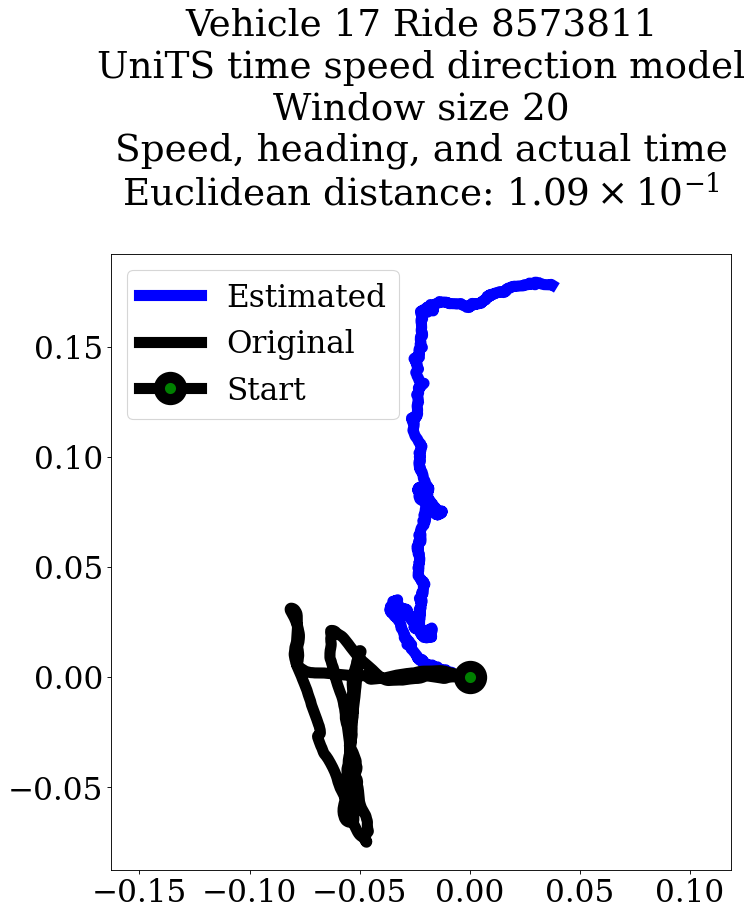 Vehicle 17 Ride 8573811
UniTS time speed direction model
Window size 20
Speed, heading, and actual time
Euclidean distance: 1.09 × 10⁻¹
Estimated
Original
Start
0.15
0.10
0.05
0.00
−0.05
−0.15 −0.10 −0.05 0.00 0.05 0.10